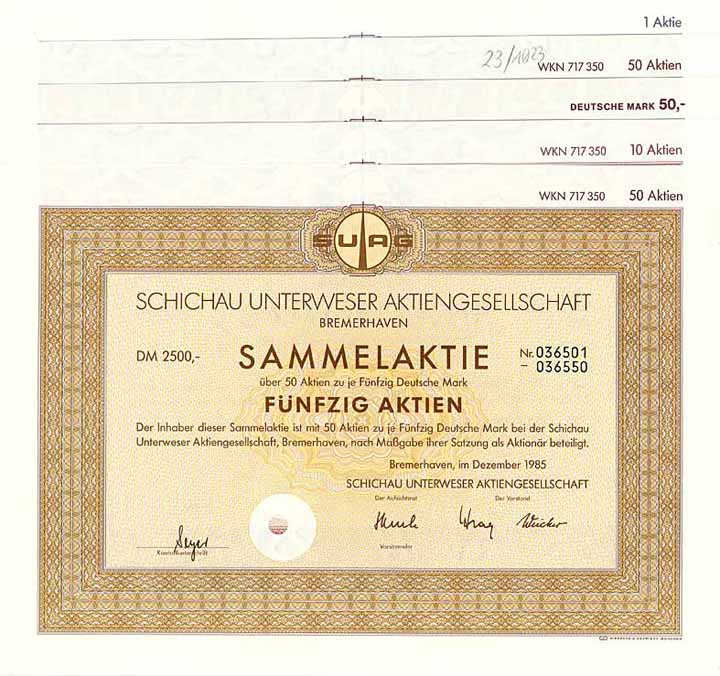 1 Aktie
23/1923
WKN 717 350 50 Aktien
DEUTSCHE MARK 50,-
WKN 717 350 10 Aktien
WKN 717 350 50 Aktien
SUAG
SCHICHAU UNTERWESER AKTIENGESELLSCHAFT
BREMERHAVEN
DM 2500,- SAMMELAKTIE Nr. 036501
– 036550
über 50 Aktien zu je Fünfzig Deutsche Mark
FÜNFZIG AKTIEN
Der Inhaber dieser Sammelaktie ist mit 50 Aktien zu je Fünfzig Deutsche Mark bei der Schichau
Unterweser Aktiengesellschaft, Bremerhaven, nach Maßgabe ihrer Satzung als Aktionär beteiligt.
Bremerhaven, im Dezember 1985
SCHICHAU UNTERWESER AKTIENGESELLSCHAFT
Der Aufsichtsrat Der Vorstand
Vorsitzender
Kontrollunterschrift